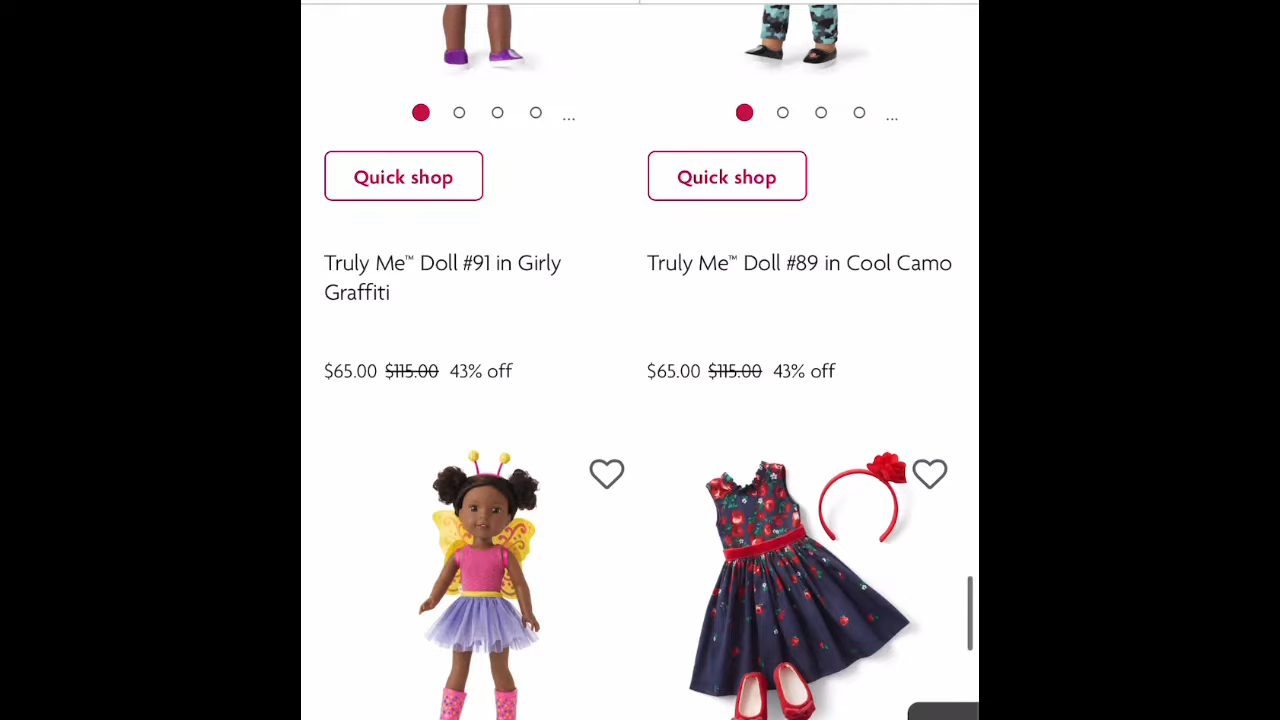 ...
...
Quick shop
Quick shop
Truly Me™ Doll #91 in Girly
Graffiti
Truly Me™ Doll #89 in Cool Camo
$65.00 $115.00 43% off
$65.00 $115.00 43% off